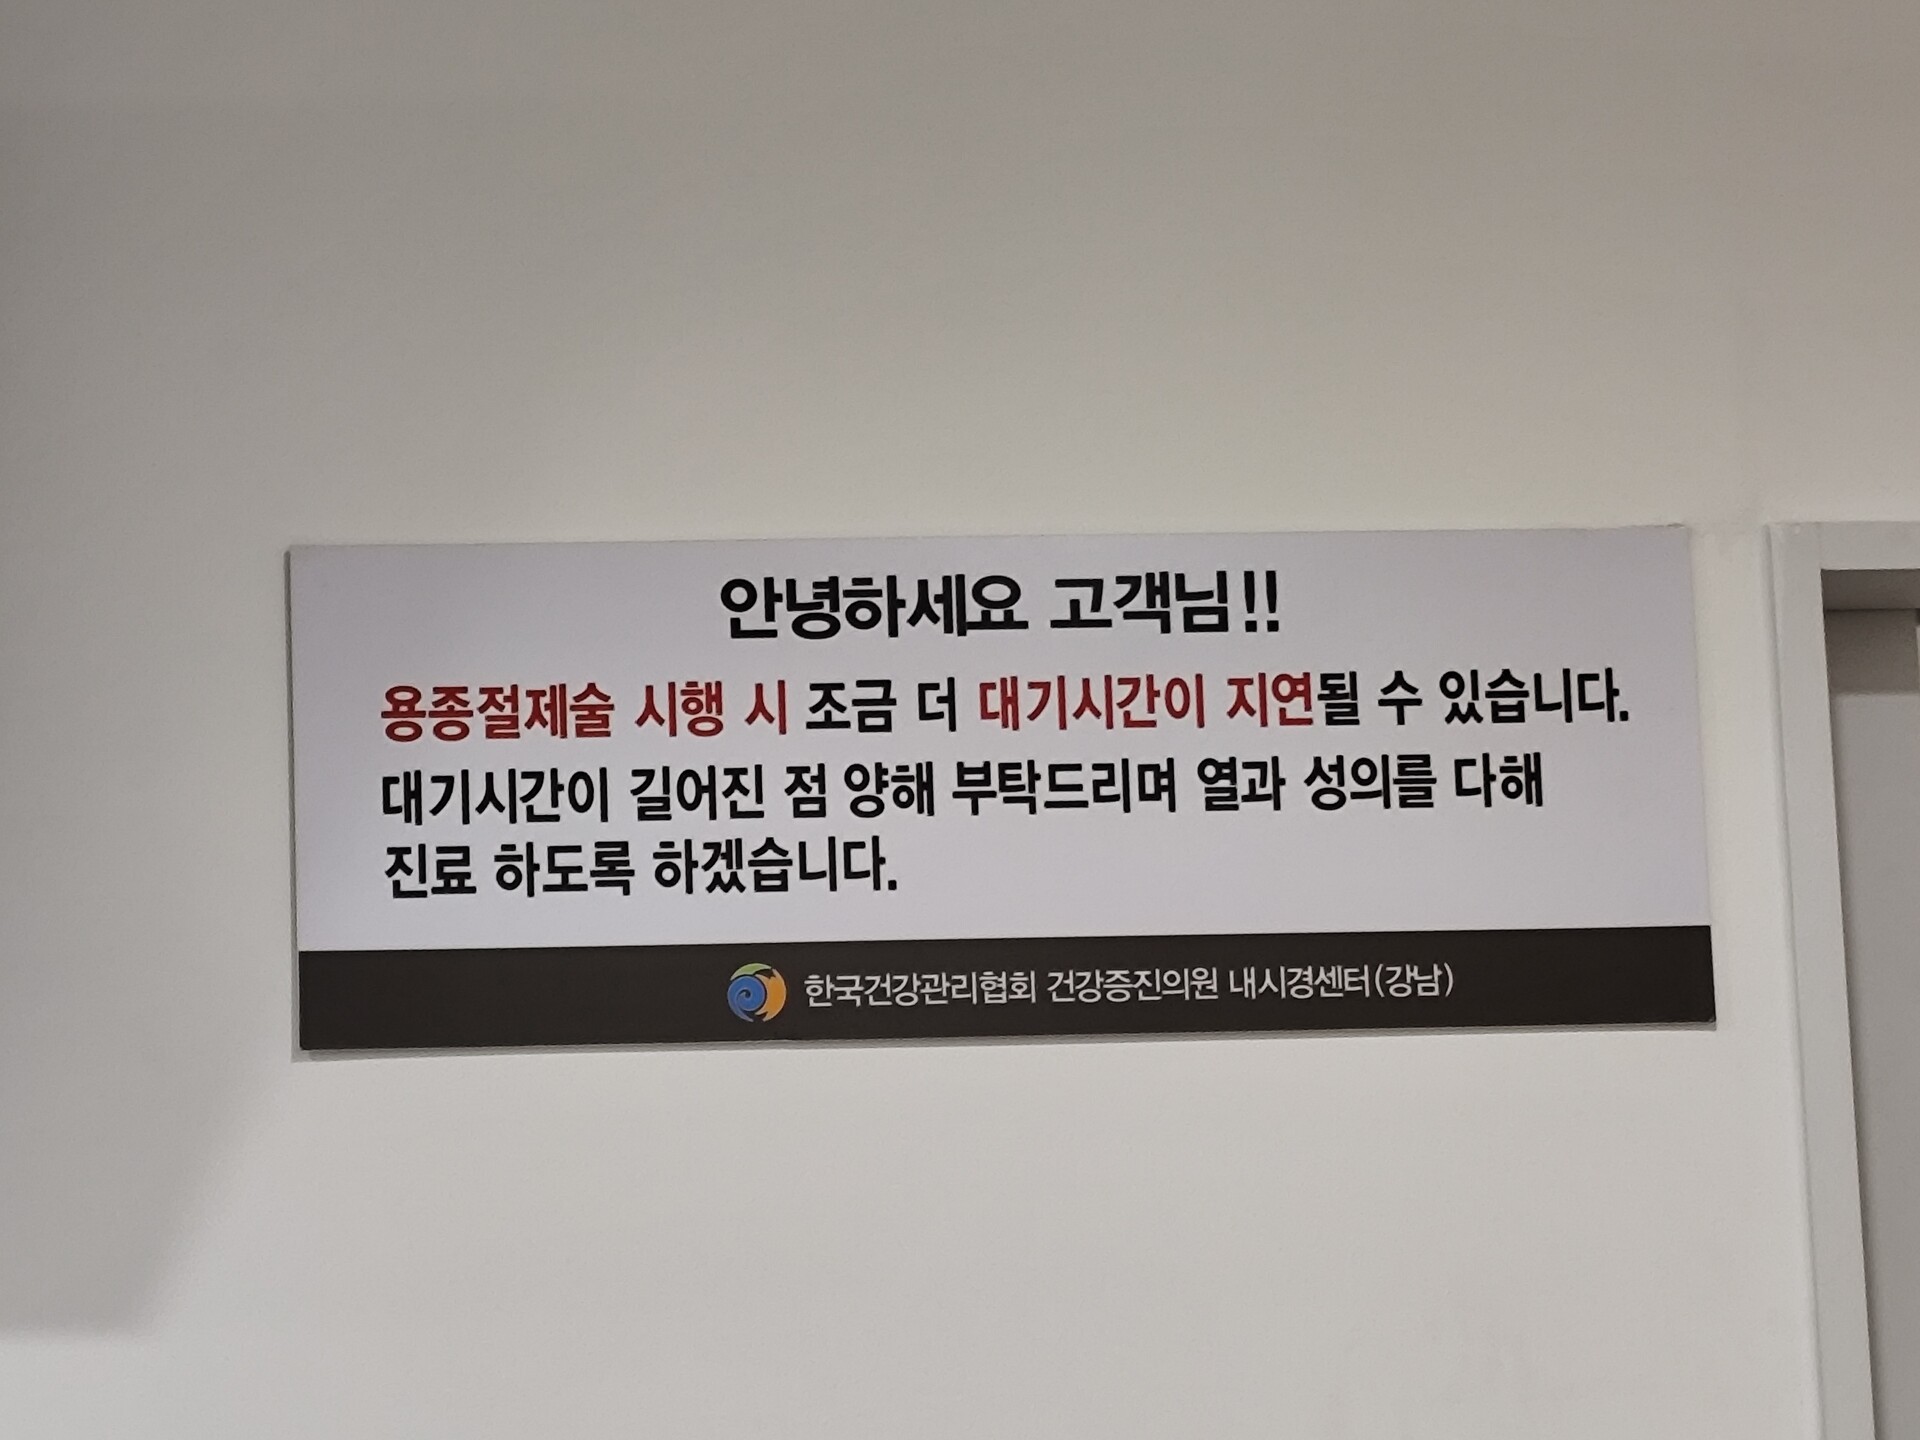 안녕하세요 고객님!!
용종절제술 시행 시 조금 더 대기시간이 지연될 수 있습니다.
대기시간이 길어진 점 양해 부탁드리며 열과 성의를 다해
진료 하도록 하겠습니다.
한국건강관리협회 건강증진의원 내시경센터(강남)